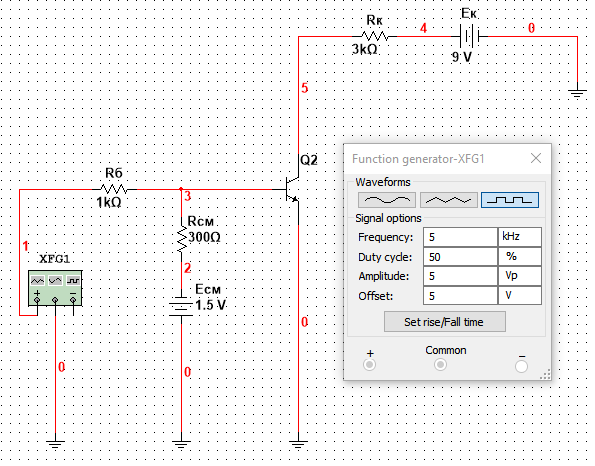 Rк
3kΩ
4
Eк
9 V
0
5
Q2
Rб
1kΩ
3
Rсм
300Ω
1
XFG1
2
Eсм
1.5 V
0
0
0
Function generator-XFG1
Waveforms
Signal options
Frequency: 5 kHz
Duty cycle: 50 %
Amplitude: 5 Vp
Offset: 5 V
Set rise/Fall time
+ Common −